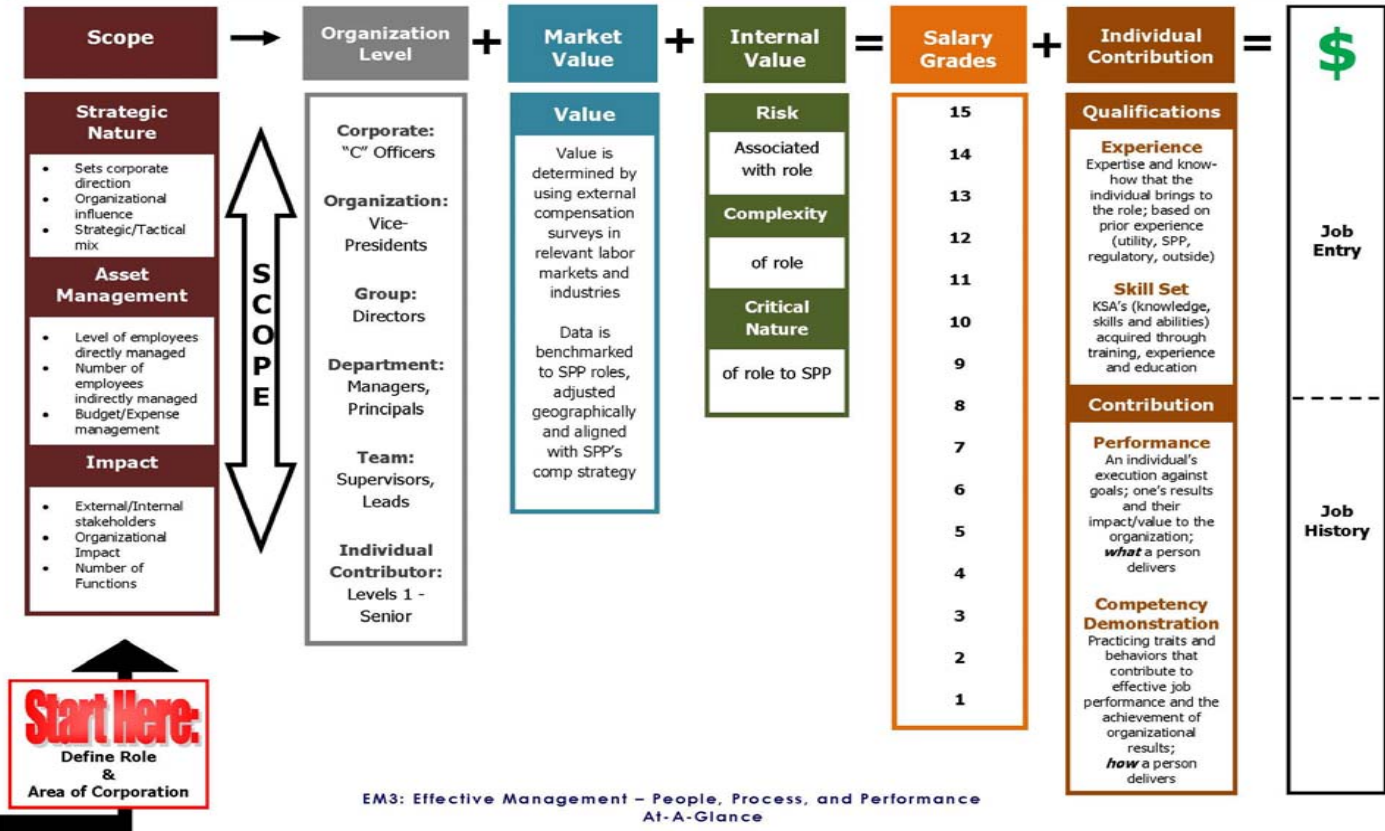 Scope
Strategic
Nature
• Sets corporate
direction
• Organizational
influence
• Strategic/Tactical
mix
Asset
Management
• Level of employees
directly managed
• Number of
employees
indirectly managed
• Budget/Expense
management
Impact
• External/Internal
stakeholders
• Organizational
Impact
• Number of
Functions
Start Here:
Define Role
&
Area of Corporation
S
C
O
P
E
Organization
Level
Corporate:
"C" Officers
Organization:
Vice-
Presidents
Group:
Directors
Department:
Managers,
Principals
Team:
Supervisors,
Leads
Individual
Contributor:
Levels 1 -
Senior
+
Market
Value
Value
Value is
determined by
using external
compensation
surveys in
relevant labor
markets and
industries
Data is
benchmarked
to SPP roles,
adjusted
geographically
and aligned
with SPP's
comp strategy
+
Internal
Value
Risk
Associated
with role
Complexity
of role
Critical
Nature
of role to SPP
=
Salary
Grades
15
14
13
12
11
10
9
8
7
6
5
4
3
2
1
+
Individual
Contribution
Qualifications
Experience
Expertise and know-
how that the
individual brings to
the role; based on
prior experience
(utility, SPP,
regulatory, outside)
Skill Set
KSA's (knowledge,
skills and abilities)
acquired through
training, experience
and education
Contribution
Performance
An individual's
execution against
goals; one's results
and their
impact/value to the
organization;
what a person
delivers
Competency
Demonstration
Practicing traits and
behaviors that
contribute to
effective job
performance and the
achievement of
organizational
results;
how a person
delivers
=
$
Job
Entry
Job
History
EM3: Effective Management – People, Process, and Performance
At-A-Glance